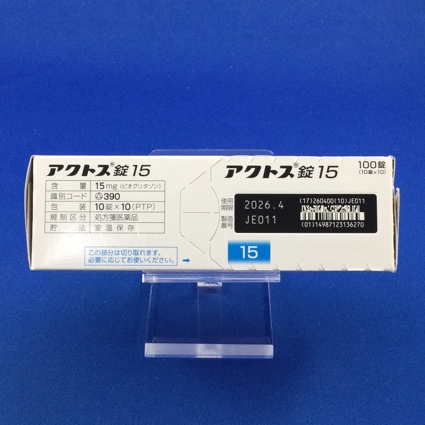 アクトス®錠15
含量 15mg(ピオグリタゾン)
識別コード 390
包装 10錠×10(PTP)
規制区分 処方箋医薬品
貯法 室温保存
この部分は切り取れます。
必要に応じてお使いください。
→
アクトス®錠15
100錠
(10錠×10)
使用期限 2026.4
製造番号 JE011
(17)260400(10)JE011
(01)14987123136270
15